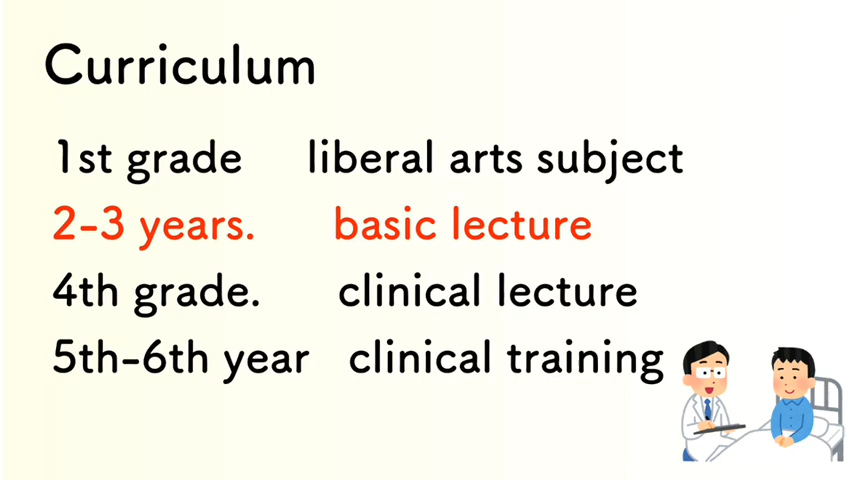 Curriculum
1st grade liberal arts subject
2-3 years. basic lecture
4th grade. clinical lecture
5th-6th year clinical training